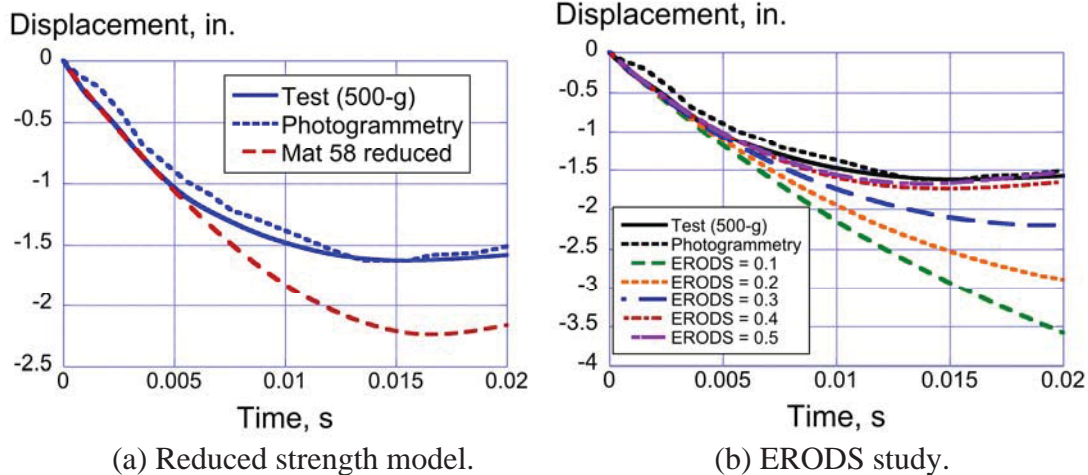 Displacement, in.
0
-0.5
-1
-1.5
-2
-2.5
0
0.005
0.01
0.015
0.02
Time, s
Test (500-g)
Photogrammetry
Mat 58 reduced
(a) Reduced strength model.
Displacement, in.
0
-0.5
-1
-1.5
-2
-2.5
-3
-3.5
-4
0
0.005
0.01
0.015
0.02
Time, s
Test (500-g)
Photogrammetry
ERODS = 0.1
ERODS = 0.2
ERODS = 0.3
ERODS = 0.4
ERODS = 0.5
(b) ERODS study.